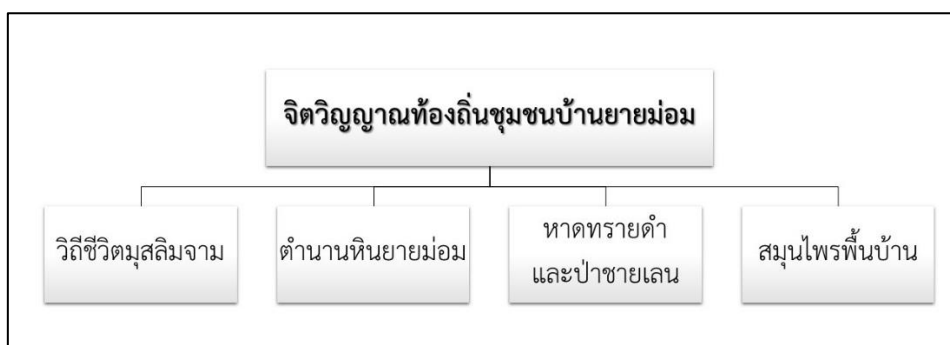 จิตวิญญาณท้องถิ่นชุมชนบ้านยายม่อม
วิถีชีวิตมุสลิมจาม
ตำนานหินยายม่อม
หาดทรายดำ
และป่าชายเลน
สมุนไพรพื้นบ้าน